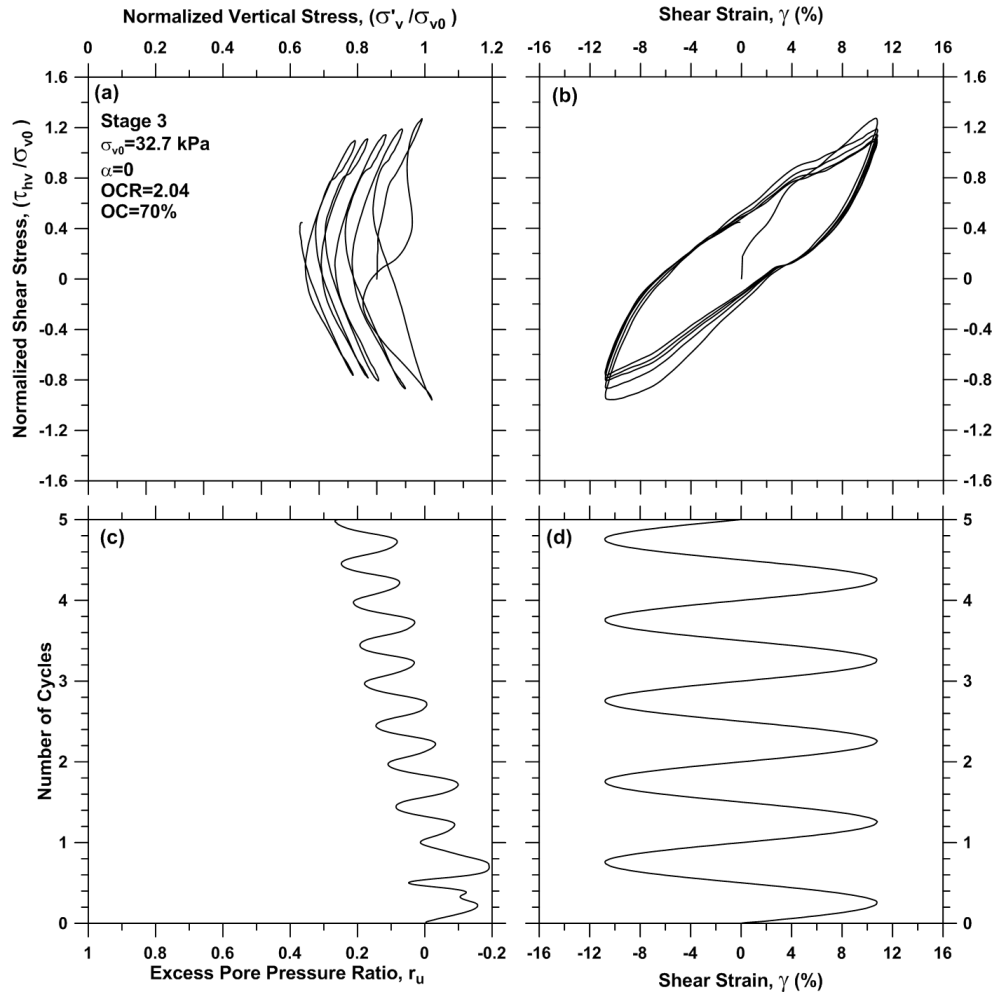 Normalized Vertical Stress, (σ'v /σv0 )
Shear Strain, γ (%)
0 0.2 0.4 0.6 0.8 1 1.2
-16 -12 -8 -4 0 4 8 12 16
(a)
Stage 3
σv0=32.7 kPa
α=0
OCR=2.04
OC=70%
(b)
Normalized Shear Stress, (τhv /σv0 )
1.6
1.2
0.8
0.4
0
-0.4
-0.8
-1.2
-1.6
1.6
1.2
0.8
0.4
0
-0.4
-0.8
-1.2
-1.6
(c)
(d)
Number of Cycles
5
4
3
2
1
0
5
4
3
2
1
0
1 0.8 0.6 0.4 0.2 0 -0.2
-16 -12 -8 -4 0 4 8 12 16
Excess Pore Pressure Ratio, ru
Shear Strain, γ (%)